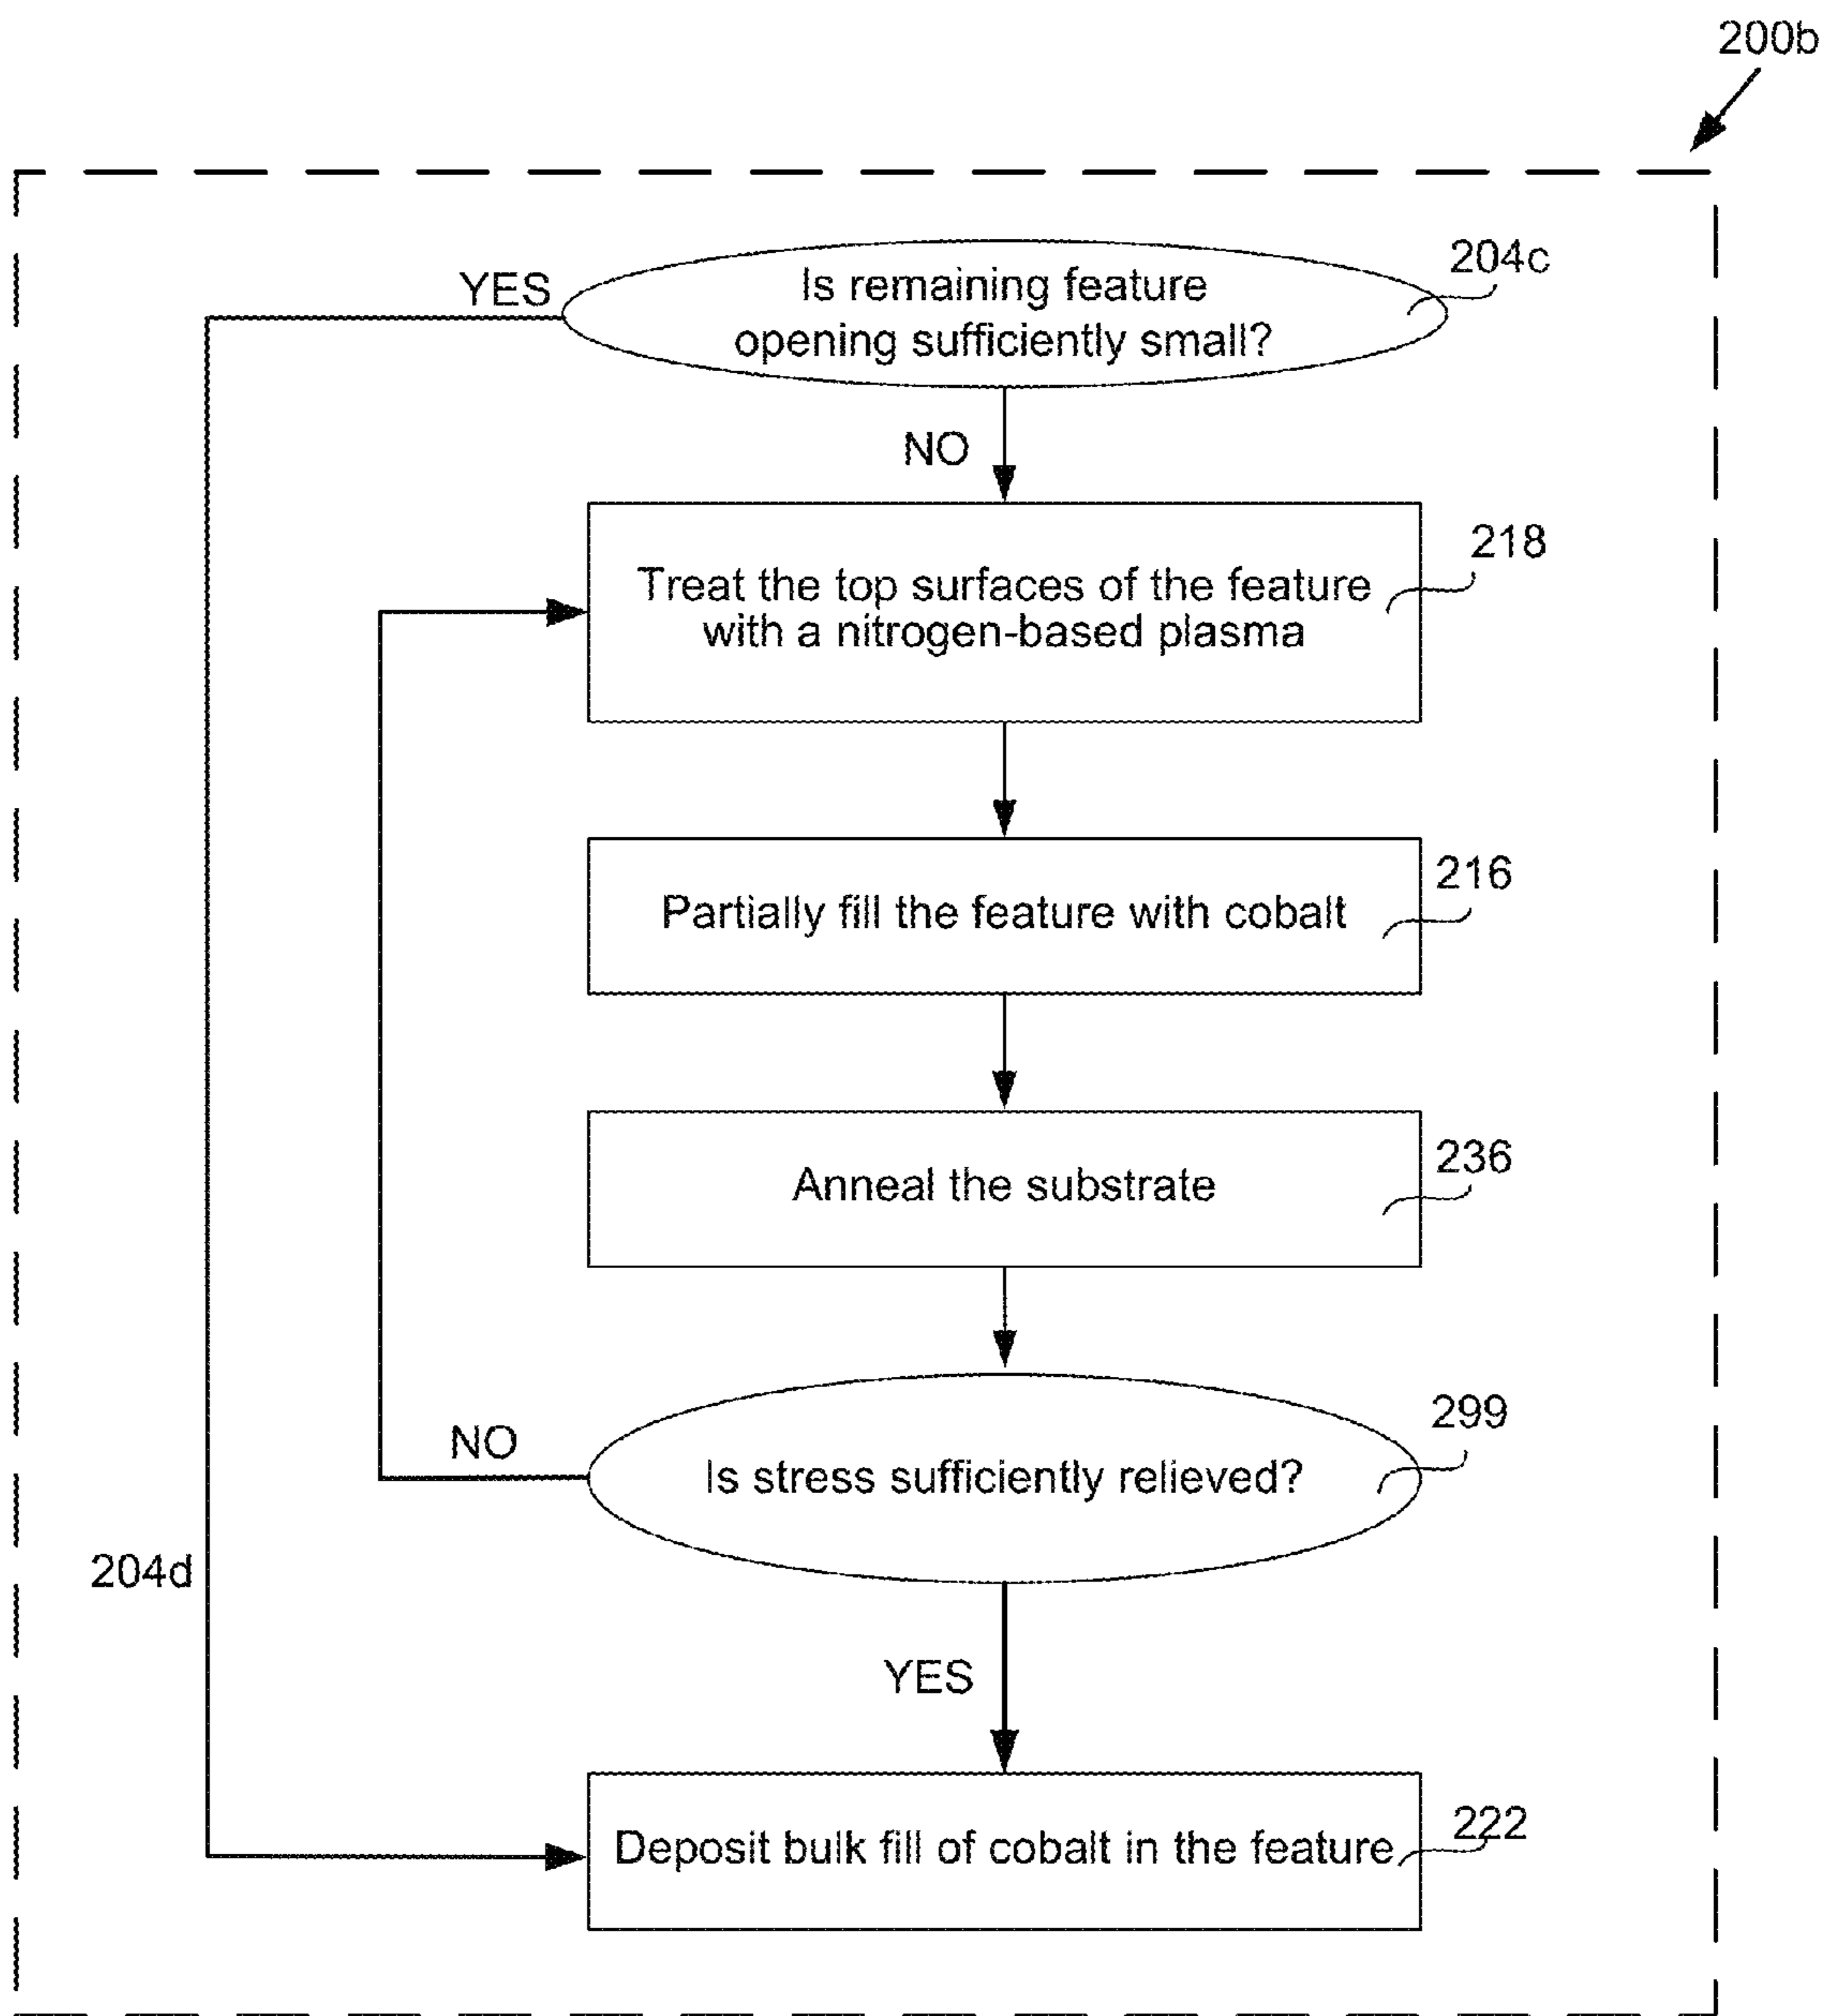 200b
YES
Is remaining feature
opening sufficiently small?
204c
NO
Treat the top surfaces of the feature
with a nitrogen-based plasma
218
Partially fill the feature with cobalt
216
Anneal the substrate
236
NO
Is stress sufficiently relieved?
299
204d
YES
Deposit bulk fill of cobalt in the feature
222